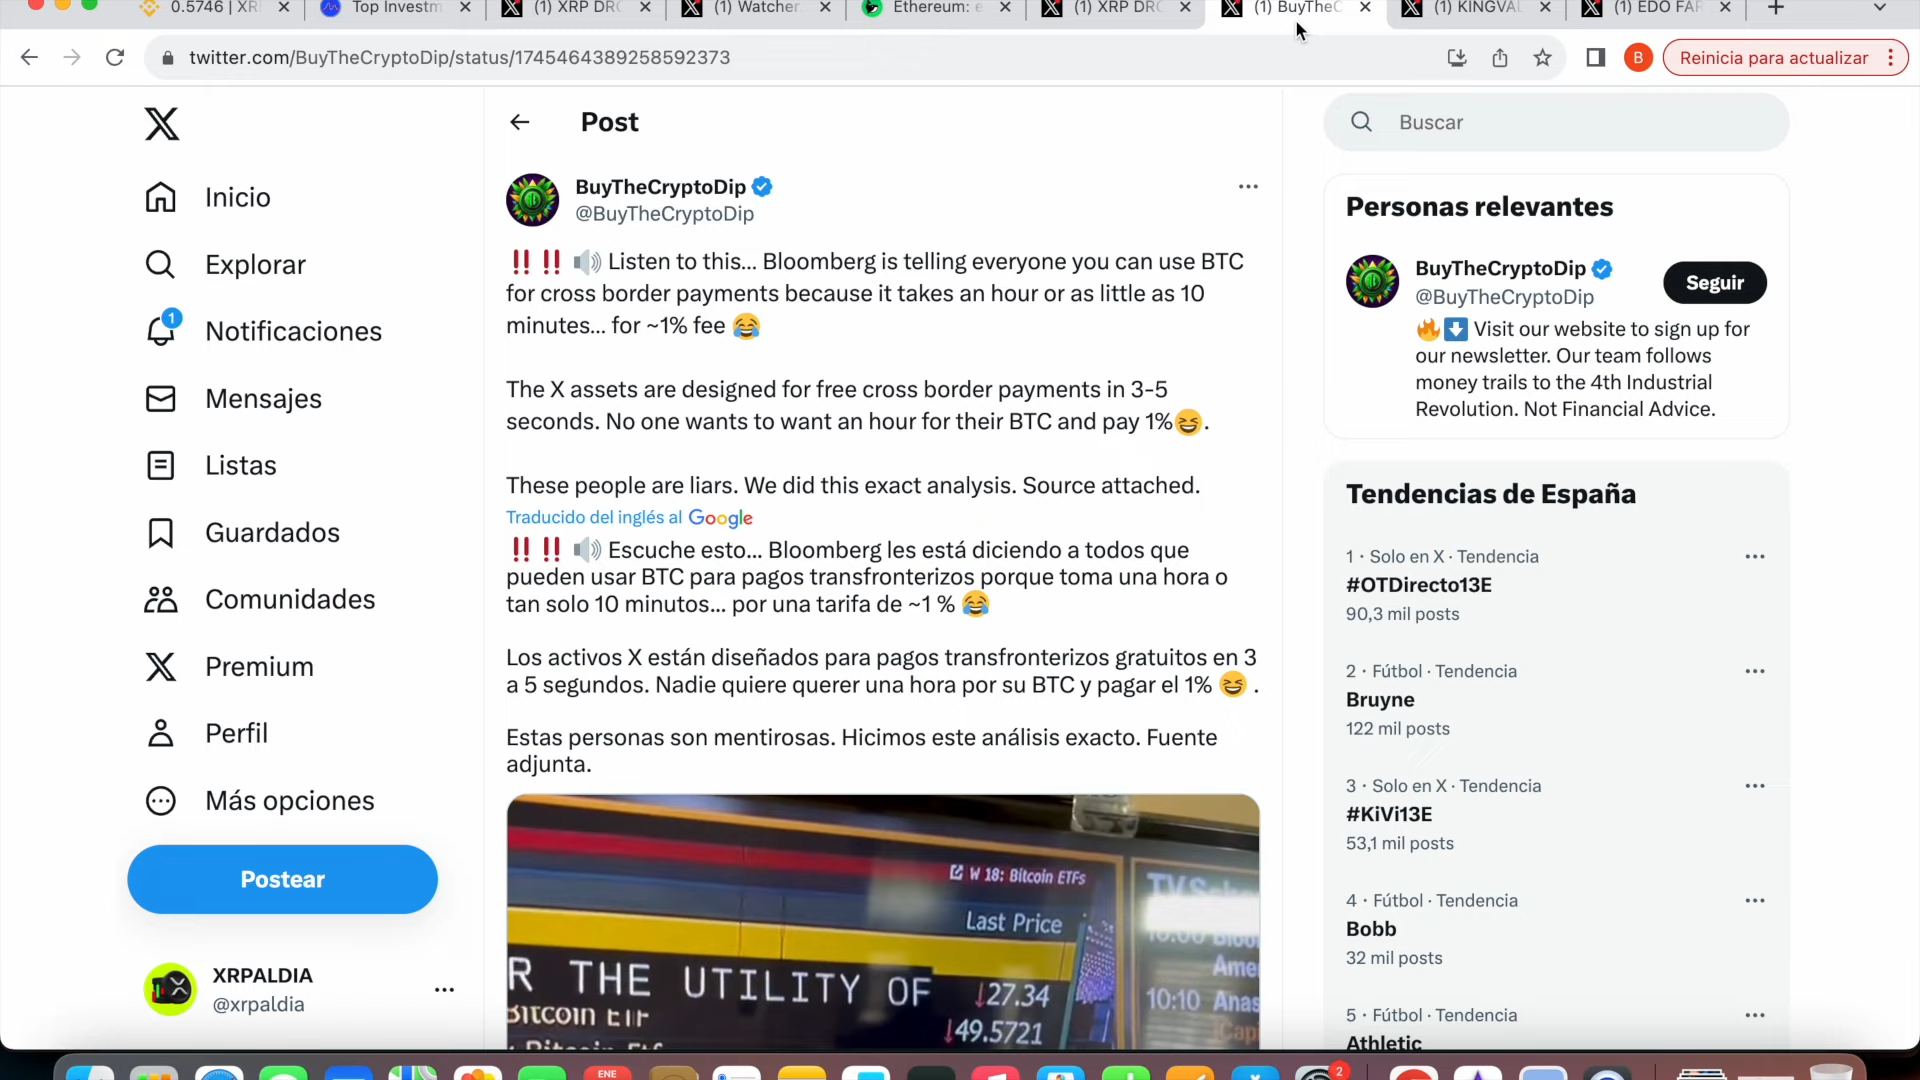 0.5746 | XR
Top Investm
(1) XRP DR
(1) Watcher
Ethereum: e
(1) XRP DRC
(1) BuyTheC
(1) KINGVAL
(1) EDO FAR
twitter.com/BuyTheCryptoDip/status/1745464389258592373
B
Reinicia para actualizar
Inicio
Explorar
1
Notificaciones
Mensajes
Listas
Guardados
Comunidades
Premium
Perfil
Más opciones
Postear
XRPALDIA
@xrpaldia
Post
BuyTheCryptoDip
@BuyTheCryptoDip
‼️ ‼️ 🔊 Listen to this... Bloomberg is telling everyone you can use BTC
for cross border payments because it takes an hour or as little as 10
minutes... for ~1% fee 😂
The X assets are designed for free cross border payments in 3-5
seconds. No one wants to want an hour for their BTC and pay 1%😆.
These people are liars. We did this exact analysis. Source attached.
Traducido del inglés al Google
‼️ ‼️ 🔊 Escuche esto... Bloomberg les está diciendo a todos que
pueden usar BTC para pagos transfronterizos porque toma una hora o
tan solo 10 minutos... por una tarifa de ~1 % 😂
Los activos X están diseñados para pagos transfronterizos gratuitos en 3
a 5 segundos. Nadie quiere querer una hora por su BTC y pagar el 1% 😆 .
Estas personas son mentirosas. Hicimos este análisis exacto. Fuente
adjunta.
W 18: Bitcoin ETFs
Last Price
R THE UTILITY OF
↓27.34
Bitcoin
↓49.5721
10:10 Anas
Buscar
Personas relevantes
BuyTheCryptoDip
@BuyTheCryptoDip
Seguir
🔥⬇️ Visit our website to sign up for
our newsletter. Our team follows
money trails to the 4th Industrial
Revolution. Not Financial Advice.
Tendencias de España
1 · Solo en X · Tendencia
#OTDirecto13E
90,3 mil posts
2 · Fútbol · Tendencia
Bruyne
122 mil posts
3 · Solo en X · Tendencia
#KiVi13E
53,1 mil posts
4 · Fútbol · Tendencia
Bobb
32 mil posts
5 · Fútbol · Tendencia
Athletic
ENE
2